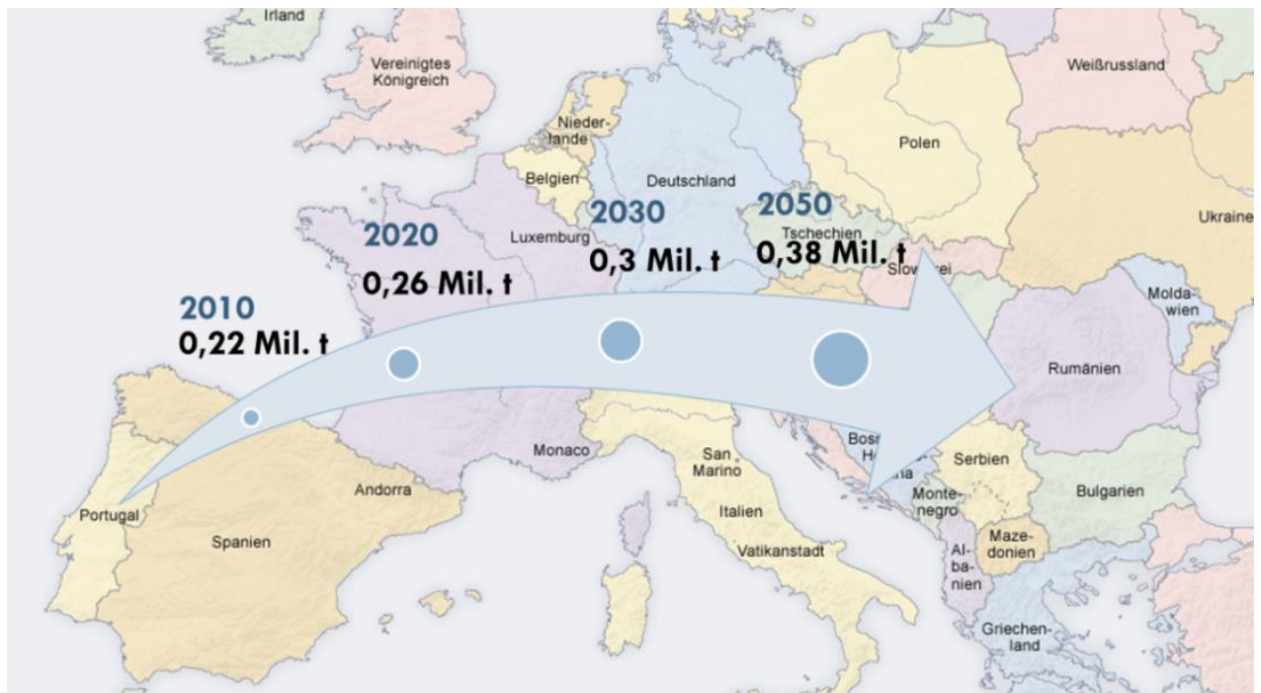 Irland
Vereinigtes
Königreich
Weißrussland
Nieder-
lande
Polen
Belgien
Deutschland
2050
2030
Ukraine
2020
Luxemburg
Tschechien
0,3 Mil. t
0,38 Mil. t
0,26 Mil. t
2010
Molda-
wien
0,22 Mil. t
Rumänien
Monaco
San
Marino
Serbien
Andorra
Monte-
negro
Bulgarien
Portugal
Italien
Spanien
Maze-
donien
Vatikanstadt
Al-
ba-
nien
Griechen-
land